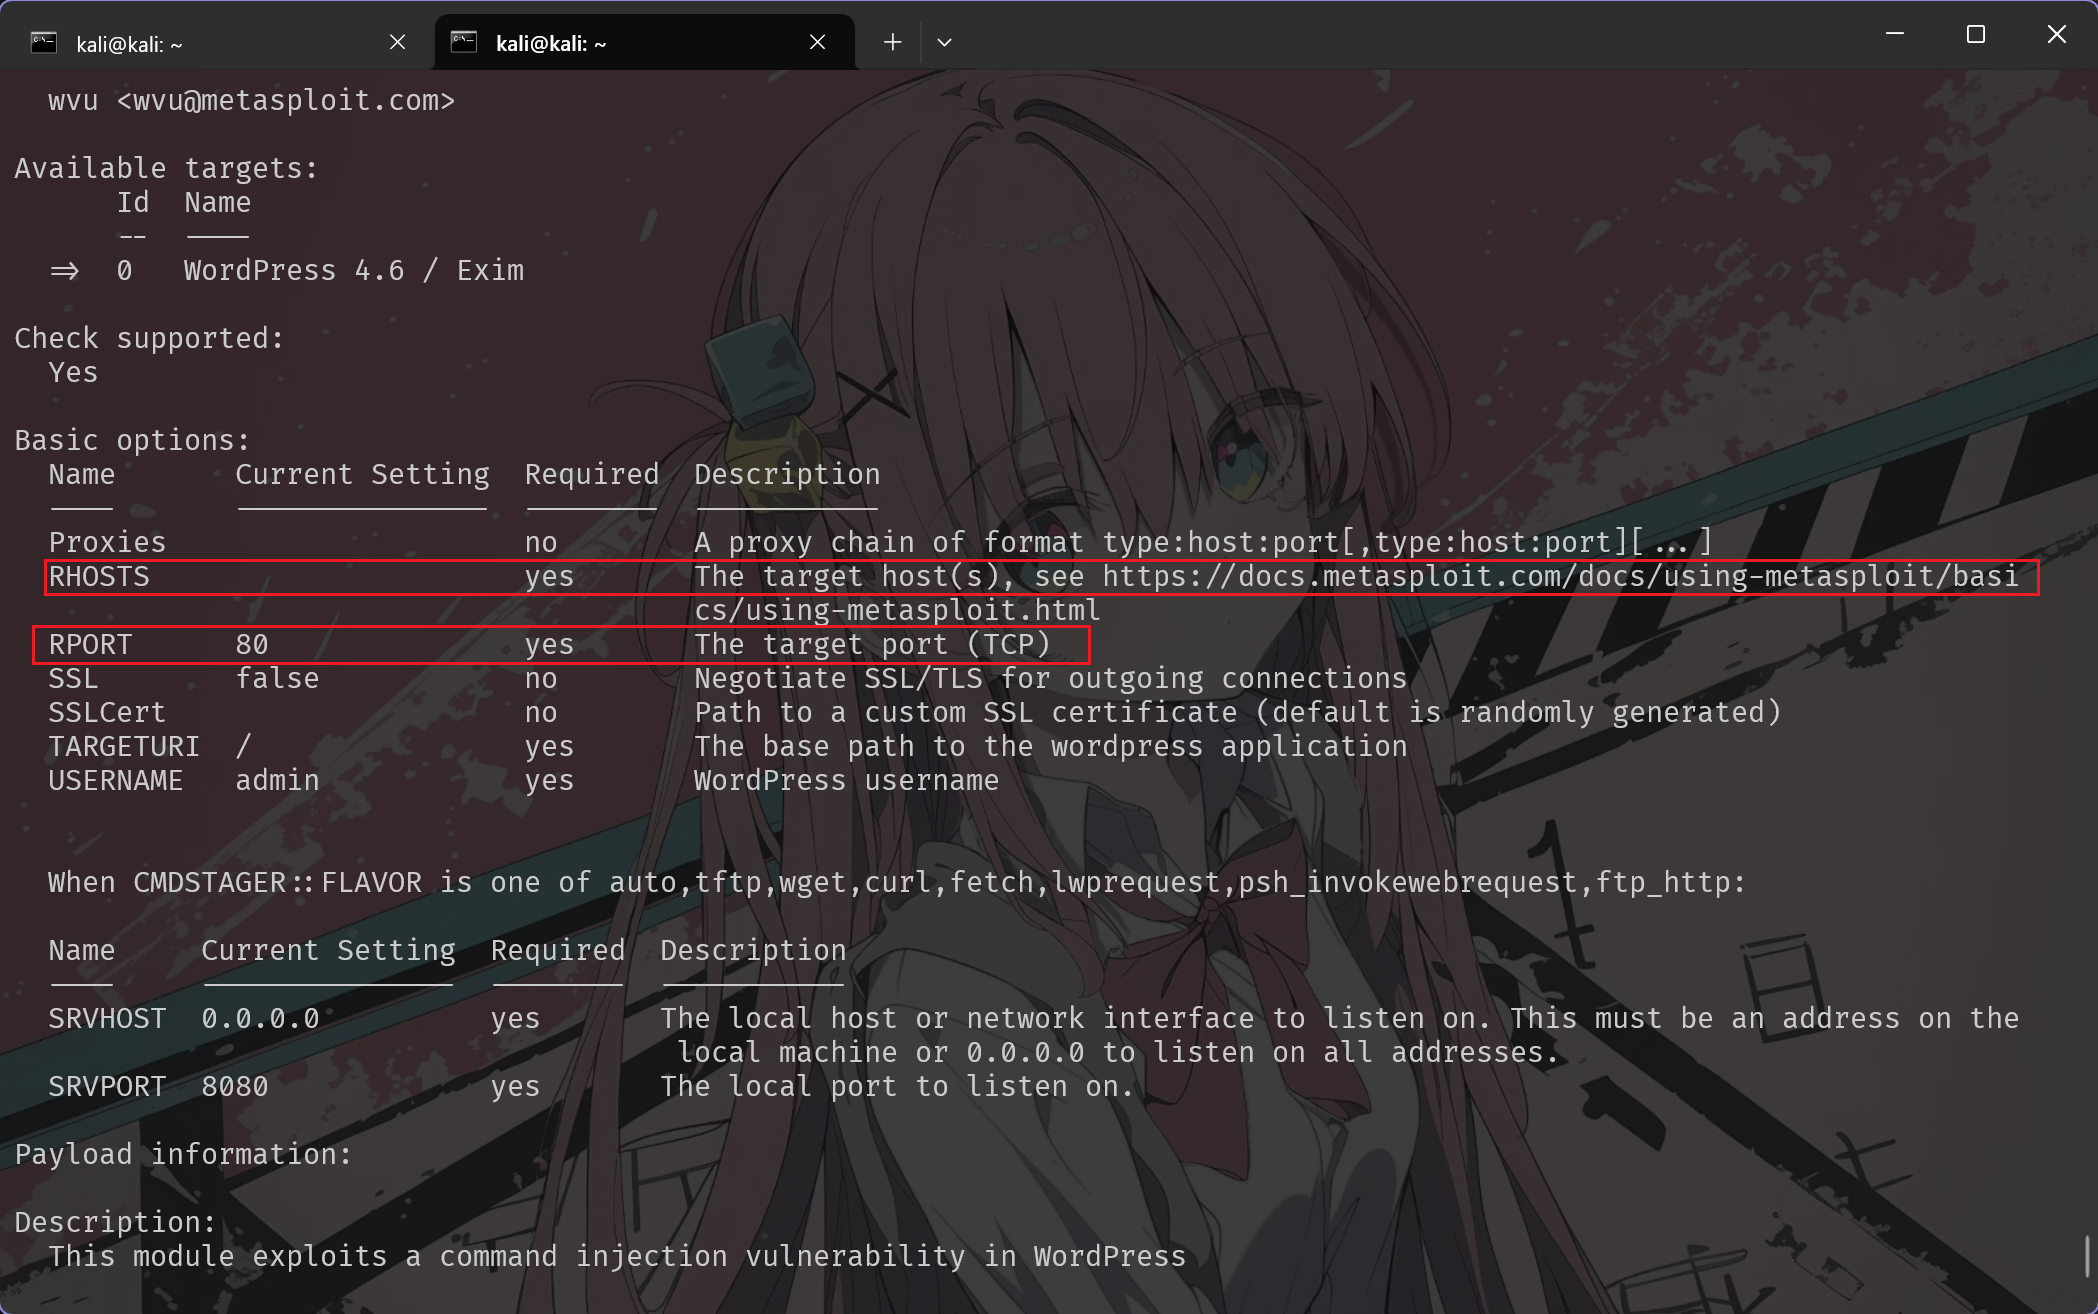 kali@kali: ~
kali@kali: ~
wvu <wvu@metasploit.com>
Available targets:
Id Name
-- ----
=> 0 WordPress 4.6 / Exim
Check supported:
Yes
Basic options:
Name Current Setting Required Description
---- --------------- -------- -----------
Proxies no A proxy chain of format type:host:port[,type:host:port][...]
RHOSTS yes The target host(s), see https://docs.metasploit.com/docs/using-metasploit/basi
cs/using-metasploit.html
RPORT 80 yes The target port (TCP)
SSL false no Negotiate SSL/TLS for outgoing connections
SSLCert no Path to a custom SSL certificate (default is randomly generated)
TARGETURI / yes The base path to the wordpress application
USERNAME admin yes WordPress username
When CMDSTAGER::FLAVOR is one of auto,tftp,wget,curl,fetch,lwprequest,psh_invokewebrequest,ftp_http:
Name Current Setting Required Description
---- --------------- -------- -----------
SRVHOST 0.0.0.0 yes The local host or network interface to listen on. This must be an address on the
local machine or 0.0.0.0 to listen on all addresses.
SRVPORT 8080 yes The local port to listen on.
Payload information:
Description:
This module exploits a command injection vulnerability in WordPress